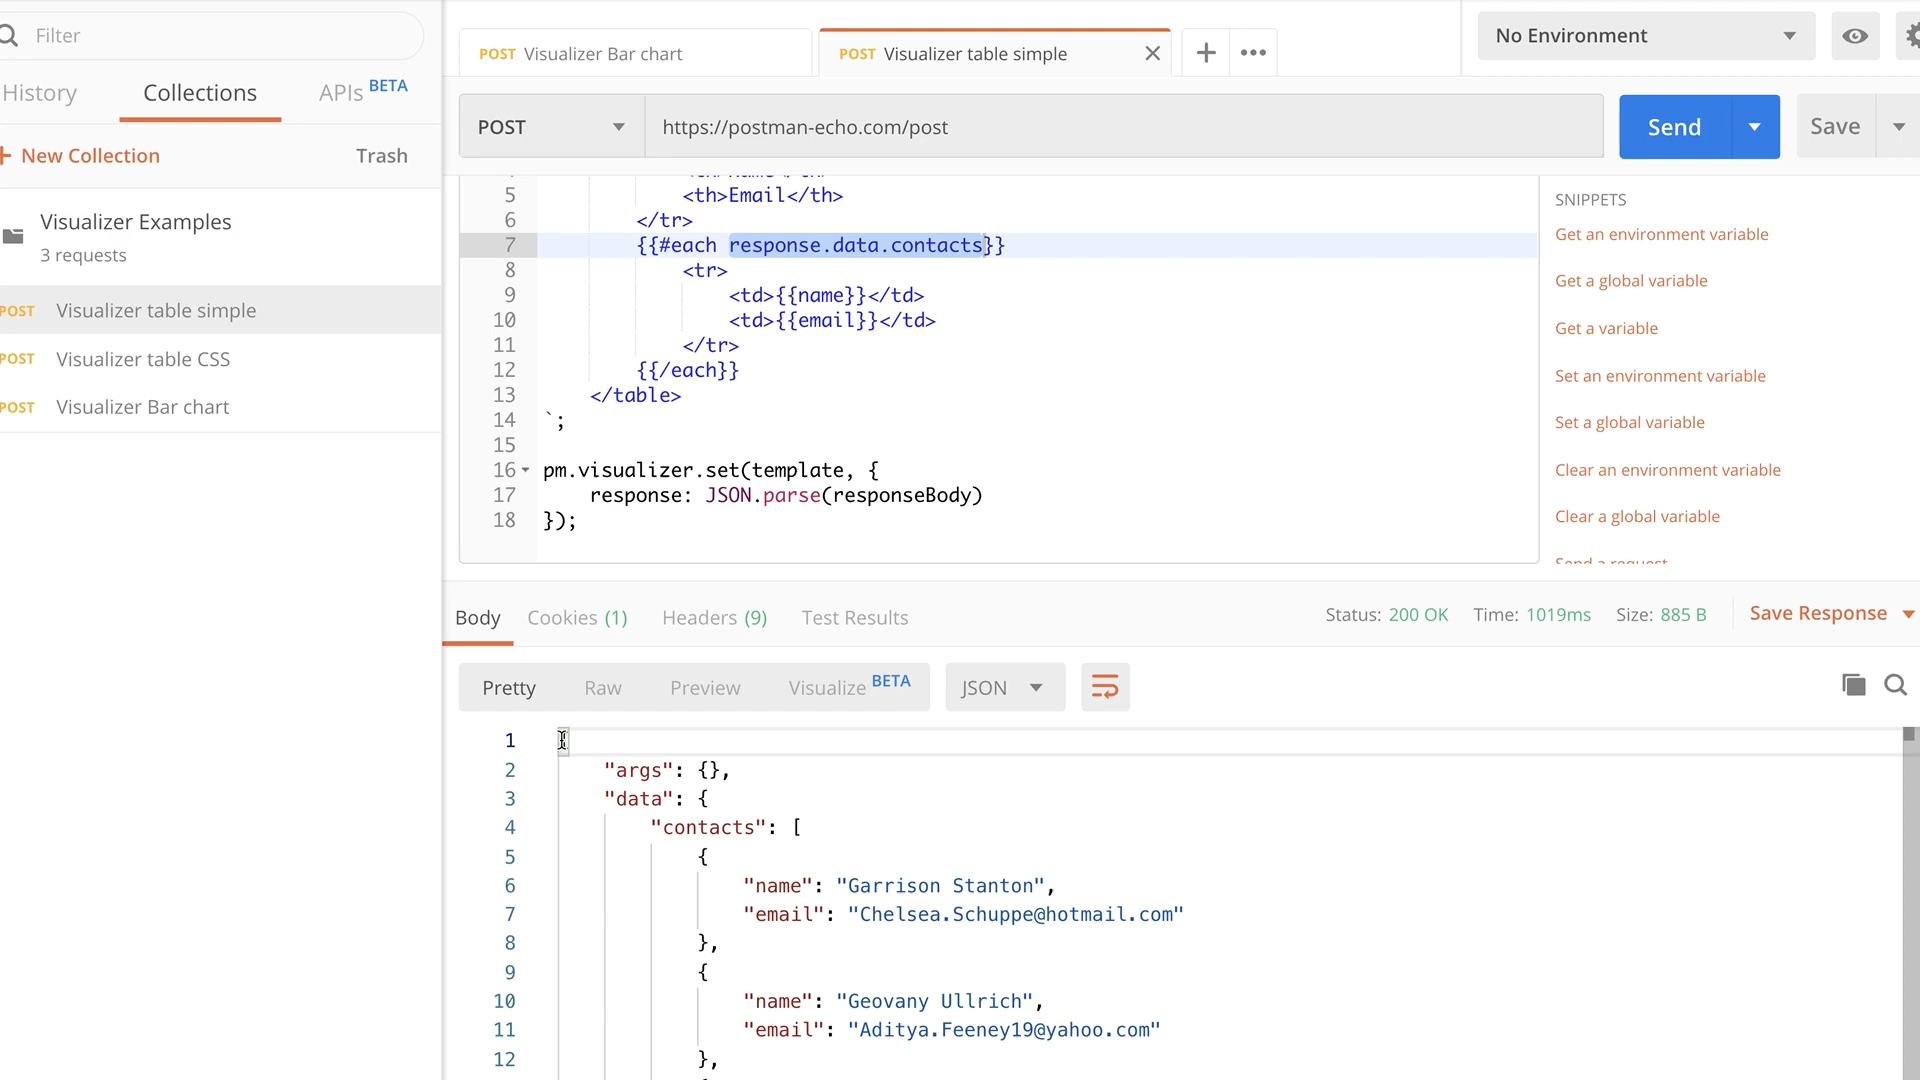 Filter
History
Collections
APIs BETA
+ New Collection
Trash
Visualizer Examples
3 requests
POST Visualizer table simple
POST Visualizer table CSS
POST Visualizer Bar chart
POST Visualizer Bar chart
POST Visualizer table simple
No Environment
POST
https://postman-echo.com/post
Send
Save
5 <th>Email</th>
6 </tr>
7 {{#each response.data.contacts}}
8 <tr>
9 <td>{{name}}</td>
10 <td>{{email}}</td>
11 </tr>
12 {{/each}}
13 </table>
14 `;
15
16 pm.visualizer.set(template, {
17 response: JSON.parse(responseBody)
18 });
SNIPPETS
Get an environment variable
Get a global variable
Get a variable
Set an environment variable
Set a global variable
Clear an environment variable
Clear a global variable
Send a request
Body
Cookies (1)
Headers (9)
Test Results
Status: 200 OK
Time: 1019ms
Size: 885 B
Save Response
Pretty
Raw
Preview
Visualize BETA
JSON
1 {
2 "args": {},
3 "data": {
4 "contacts": [
5 {
6 "name": "Garrison Stanton",
7 "email": "Chelsea.Schuppe@hotmail.com"
8 },
9 {
10 "name": "Geovany Ullrich",
11 "email": "Aditya.Feeney19@yahoo.com"
12 },